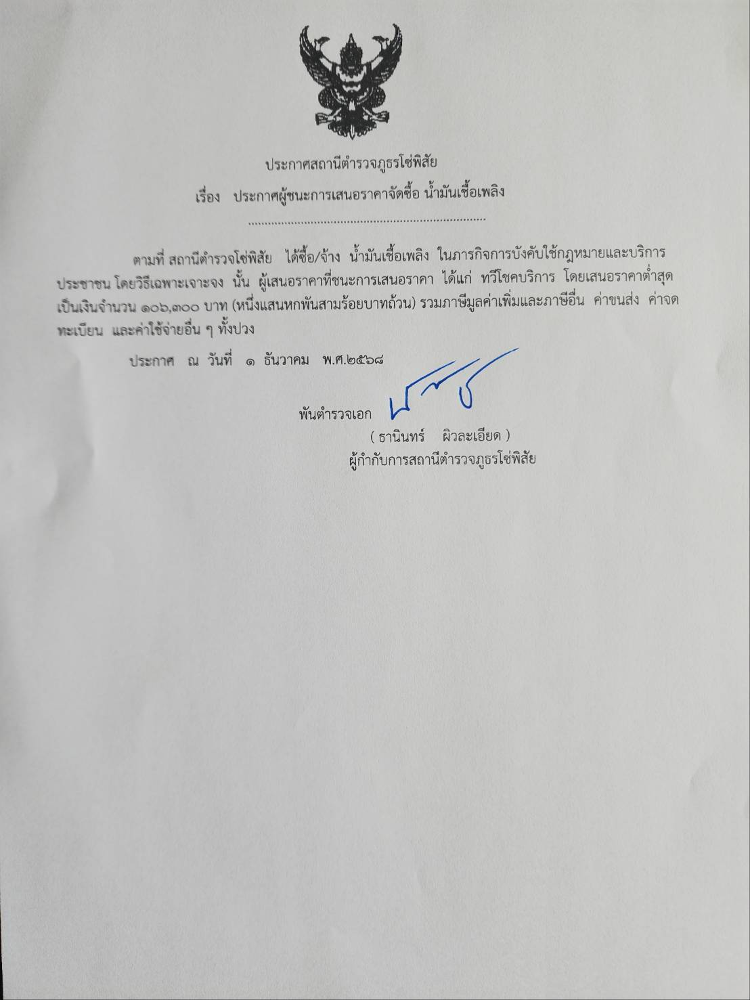 ประกาศสถานีตำรวจภูธรโซ่พิสัย
เรื่อง ประกาศผู้ชนะการเสนอราคาจัดซื้อ น้ำมันเชื้อเพลิง
ตามที่ สถานีตำรวจโซ่พิสัย ได้ซื้อ/จ้าง น้ำมันเชื้อเพลิง ในภารกิจการบังคับใช้กฎหมายและบริการ
ประชาชน โดยวิธีเฉพาะเจาะจง นั้น ผู้เสนอราคาที่ชนะการเสนอราคา ได้แก่ ทวีโชคบริการ โดยเสนอราคาต่ำสุด
เป็นเงินจำนวน ๑๐๖,๓๐๐ บาท (หนึ่งแสนหกพันสามร้อยบาทถ้วน) รวมภาษีมูลค่าเพิ่มและภาษีอื่น ค่าขนส่ง ค่าจด
ทะเบียน และค่าใช้จ่ายอื่น ๆ ทั้งปวง
ประกาศ ณ วันที่ ๑ ธันวาคม พ.ศ.๒๕๖๘
พันตำรวจเอก
( ธานินทร์ ผิวละเอียด )
ผู้กำกับการสถานีตำรวจภูธรโซ่พิสัย